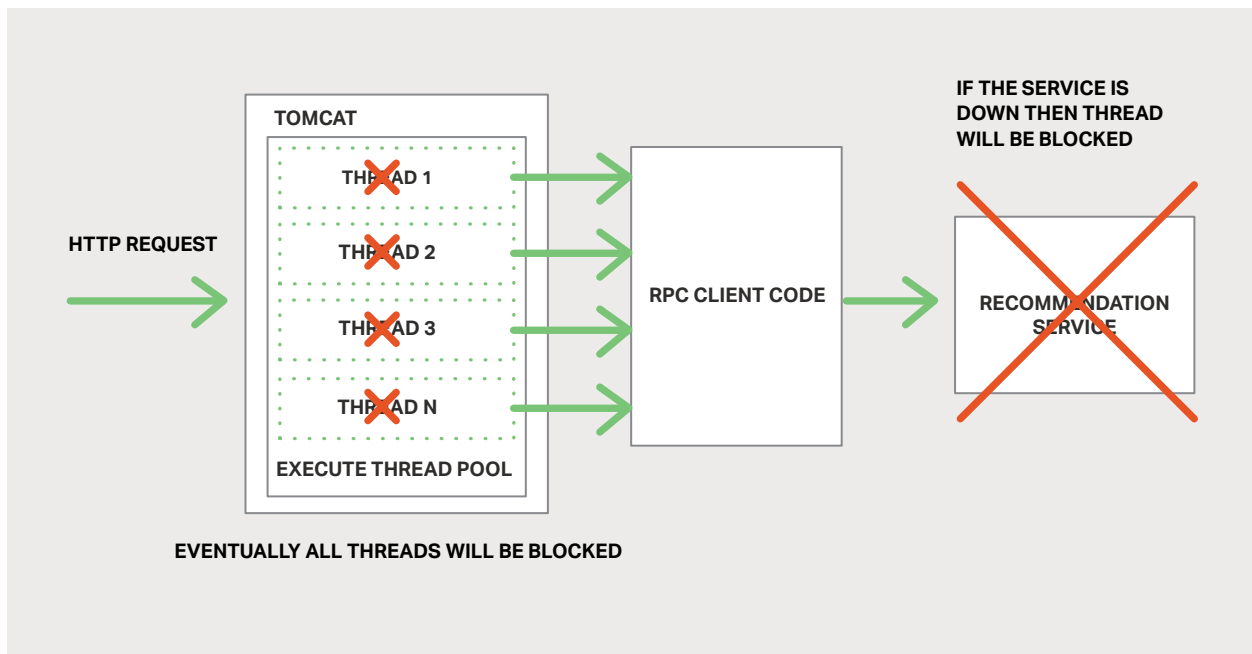 IF THE SERVICE IS
DOWN THEN THREAD
WILL BE BLOCKED
TOMCAT
THREAD 1
HTTP REQUEST
THREAD 2
RPC CLIENT CODE
RECOMMENDATION
SERVICE
THREAD 3
THREAD N
EXECUTE THREAD POOL
EVENTUALLY ALL THREADS WILL BE BLOCKED